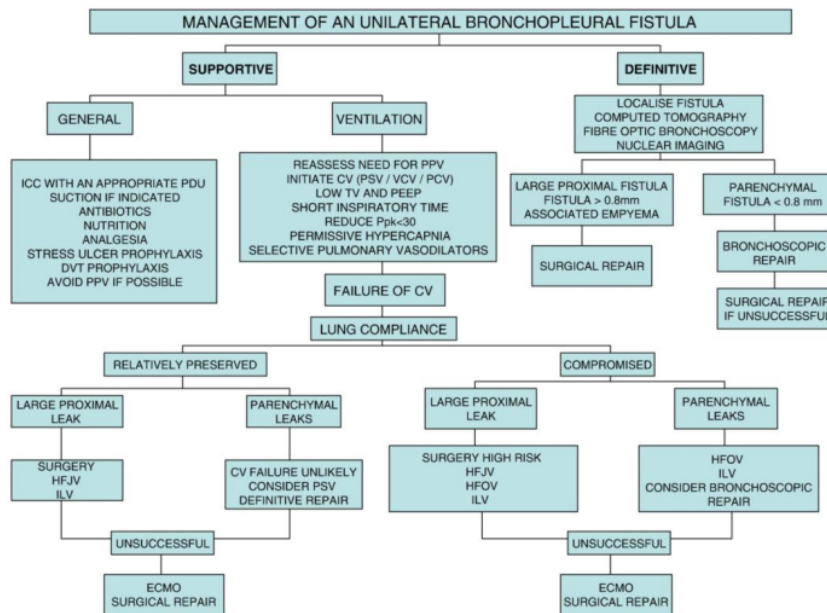 MANAGEMENT OF AN UNILATERAL BRONCHOPLEURAL FISTULA
SUPPORTIVE
DEFINITIVE
GENERAL
VENTILATION
LOCALISE FISTULA
COMPUTED TOMOGRAPHY
FIBRE OPTIC BRONCHOSCOPY
NUCLEAR IMAGING
ICC WITH AN APPROPRIATE PDU
SUCTION IF INDICATED
ANTIBIOTICS
NUTRITION
ANALGESIA
STRESS ULCER PROPHYLAXIS
DVT PROPHYLAXIS
AVOID PPV IF POSSIBLE
REASSESS NEED FOR PPV
INITIATE CV (PSV / VCV / PCV)
LOW TV AND PEEP
SHORT INSPIRATORY TIME
REDUCE Ppk<30
PERMISSIVE HYPERCAPNIA
SELECTIVE PULMONARY VASODILATORS
LARGE PROXIMAL FISTULA
FISTULA > 0.8mm
ASSOCIATED EMPYEMA
PARENCHYMAL
FISTULA < 0.8 mm
SURGICAL REPAIR
BRONCHOSCOPIC
REPAIR
SURGICAL REPAIR
IF UNSUCCESSFUL
FAILURE OF CV
LUNG COMPLIANCE
RELATIVELY PRESERVED
COMPROMISED
LARGE PROXIMAL
LEAK
PARENCHYMAL
LEAKS
LARGE PROXIMAL
LEAK
PARENCHYMAL
LEAKS
SURGERY
HFJV
ILV
CV FAILURE UNLIKELY
CONSIDER PSV
DEFINITIVE REPAIR
SURGERY HIGH RISK
HFJV
HFOV
ILV
HFOV
ILV
CONSIDER BRONCHOSCOPIC
REPAIR
UNSUCCESSFUL
UNSUCCESSFUL
ECMO
SURGICAL REPAIR
ECMO
SURGICAL REPAIR